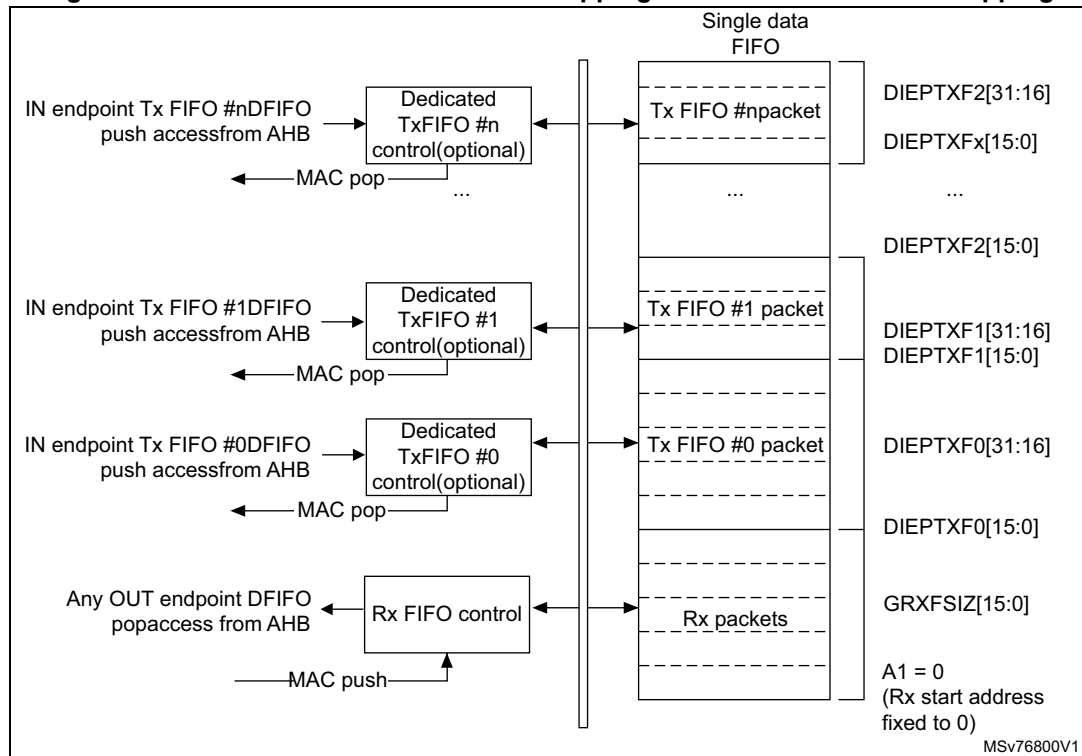 Single data
FIFO
IN endpoint Tx FIFO #nDFIFO
push accessfrom AHB
Dedicated
TxFIFO #n
control(optional)
MAC pop
...
Tx FIFO #npacket
DIEPTXF2[31:16]
DIEPTXFx[15:0]
...
...
DIEPTXF2[15:0]
IN endpoint Tx FIFO #1DFIFO
push accessfrom AHB
Dedicated
TxFIFO #1
control(optional)
MAC pop
Tx FIFO #1 packet
DIEPTXF1[31:16]
DIEPTXF1[15:0]
IN endpoint Tx FIFO #0DFIFO
push accessfrom AHB
Dedicated
TxFIFO #0
control(optional)
MAC pop
Tx FIFO #0 packet
DIEPTXF0[31:16]
DIEPTXF0[15:0]
Any OUT endpoint DFIFO
popaccess from AHB
Rx FIFO control
MAC push
Rx packets
GRXFSIZ[15:0]
A1 = 0
(Rx start address
fixed to 0)
MSv76800V1